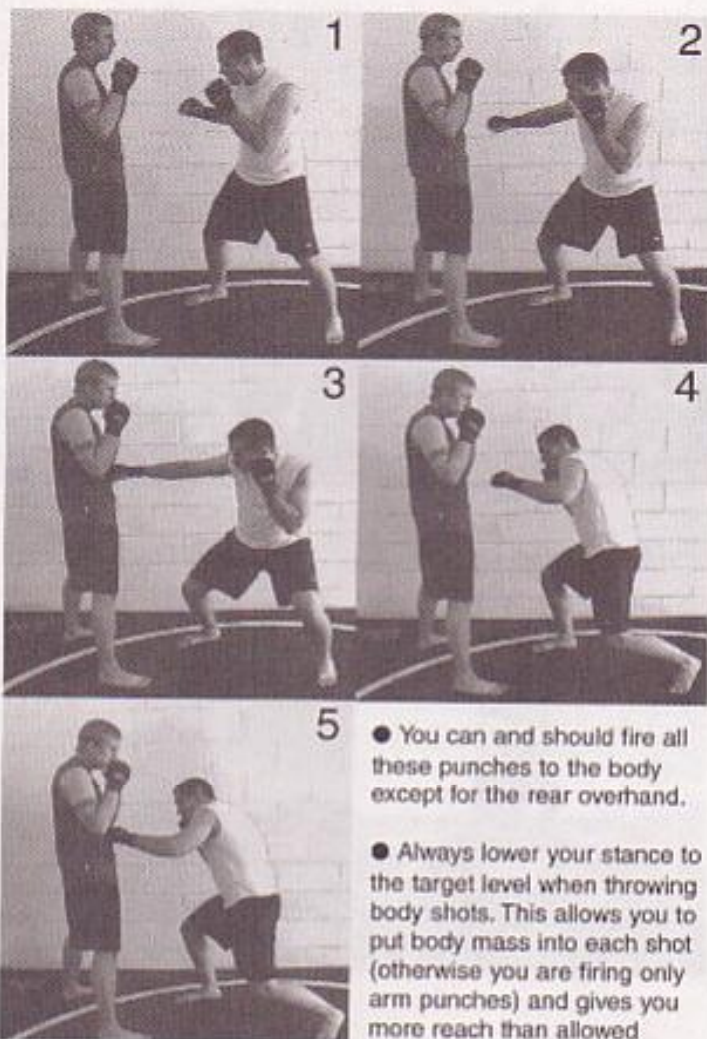 1
2
3
4
5
● You can and should fire all
these punches to the body
except for the rear overhand.
● Always lower your stance to
the target level when throwing
body shots. This allows you to
put body mass into each shot
(otherwise you are firing only
arm punches) and gives you
more reach than allowed